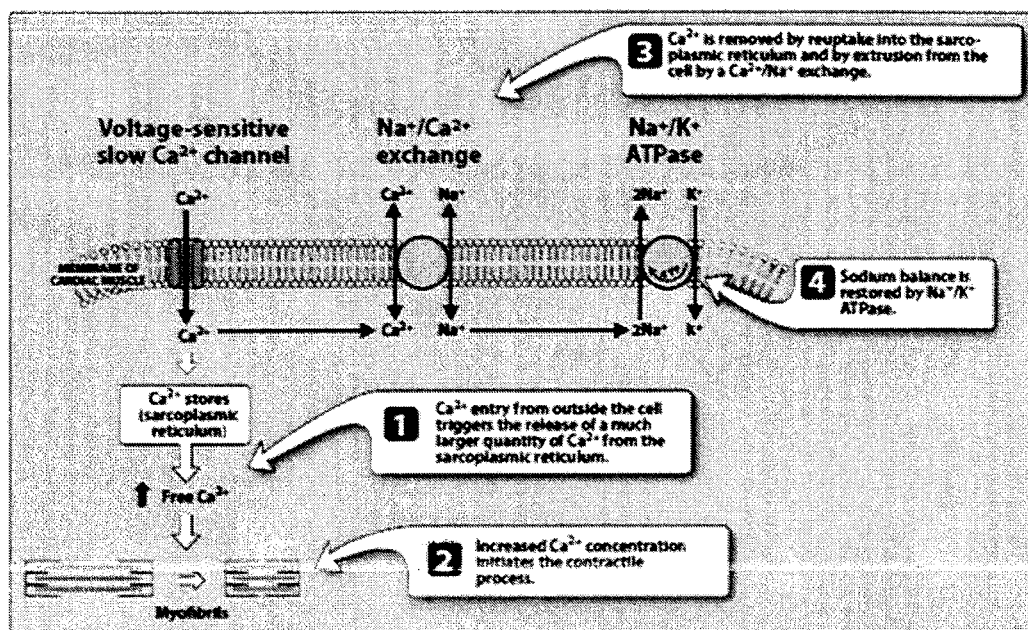 3 Ca²⁺ is removed by reuptake into the sarco-
plasmic reticulum and by extrusion from the
cell by a Ca²⁺/Na⁺ exchange.
Voltage-sensitive
slow Ca²⁺ channel
Na⁺/Ca²⁺
exchange
Na⁺/K⁺
ATPase
Ca²⁺
Ca²⁺ Na⁺
2Na⁺ K⁺
MEMBRANE OF
CARDIAC MUSCLE
ATP
4 Sodium balance is
restored by Na⁺/K⁺
ATPase.
Ca²⁺
Ca²⁺ Na⁺
2Na⁺ K⁺
Ca²⁺ stores
(sarcoplasmic
reticulum)
1 Ca²⁺ entry from outside the cell
triggers the release of a much
larger quantity of Ca²⁺ from the
sarcoplasmic reticulum.
Free Ca²⁺
2 Increased Ca²⁺ concentration
initiates the contractile
process.
Myofibrils